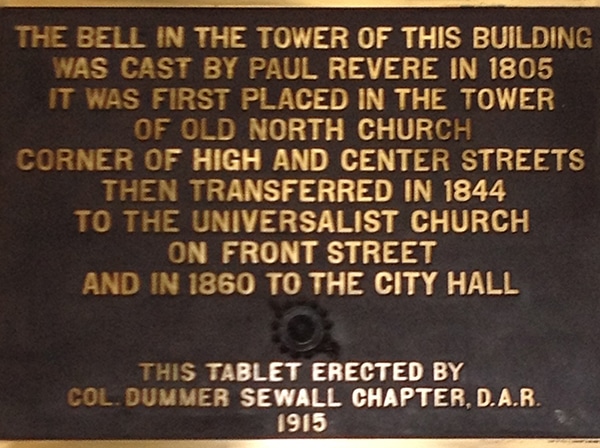 THE BELL IN THE TOWER OF THIS BUILDING
WAS CAST BY PAUL REVERE IN 1805
IT WAS FIRST PLACED IN THE TOWER
OF OLD NORTH CHURCH
CORNER OF HIGH AND CENTER STREETS
THEN TRANSFERRED IN 1844
TO THE UNIVERSALIST CHURCH
ON FRONT STREET
AND IN 1860 TO THE CITY HALL
THIS TABLET ERECTED BY
COL. DUMMER SEWALL CHAPTER, D.A.R.
1915